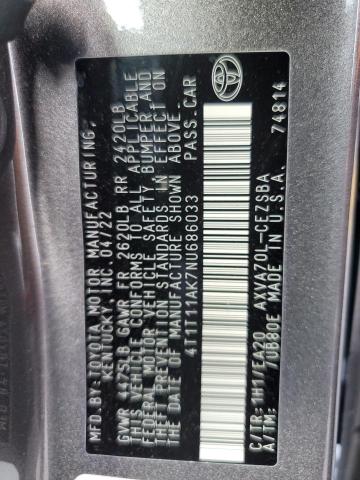 MFD. BY: TOYOTA MOTOR MANUFACTURING,
KENTUCKY, INC. 04/22
GVWR 4475LB GAWR FR 2620LB RR 2420LB
THIS VEHICLE CONFORMS TO ALL APPLICABLE
FEDERAL MOTOR VEHICLE SAFETY, BUMPER AND
THEFT PREVENTION STANDARDS IN EFFECT ON
THE DATE OF MANUFACTURE SHOWN ABOVE.
4T1T11AK7NU686033 PASS. CAR
C/TR: 1H1/EA20 AXVA70L-CEZSBA
A/TM: /UB80E MADE IN U.S.A. 74814